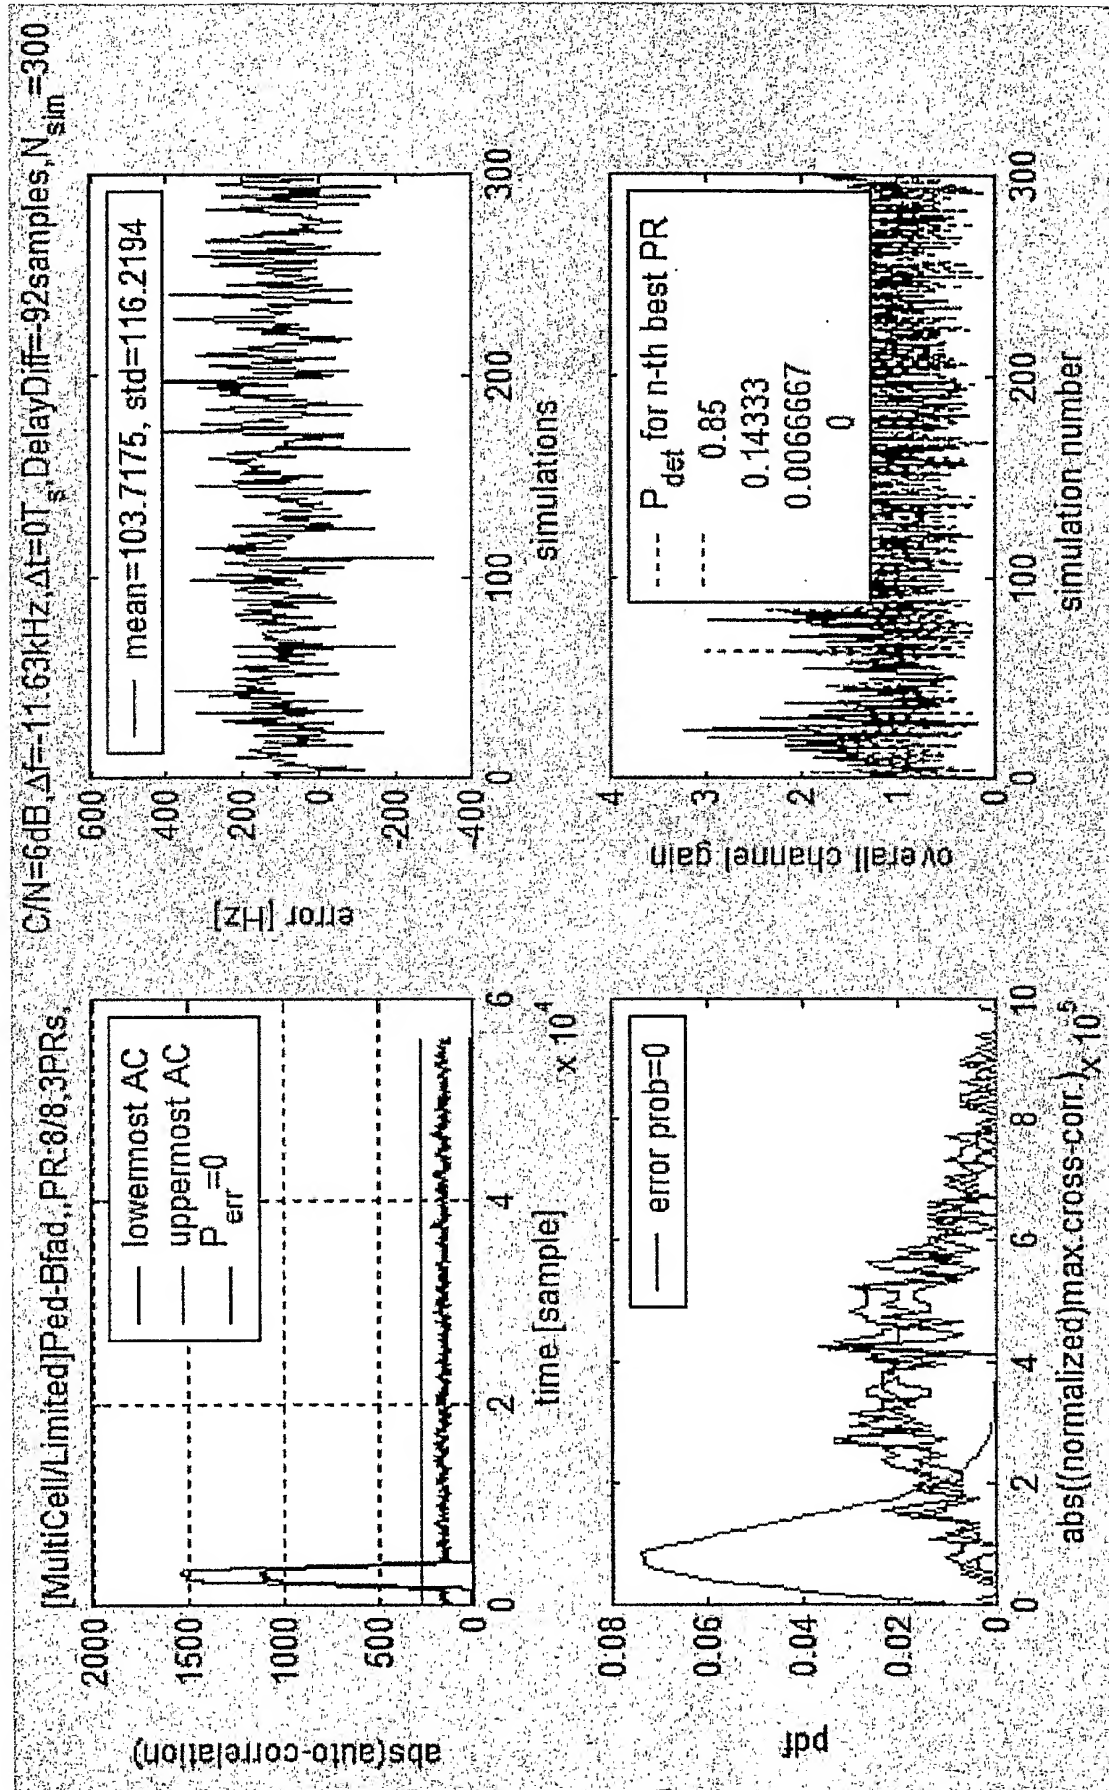 [MultiCell/Limited]Ped-Bfad,,PR:8/8,3PRs,
C/N=6dB,Δf=-11.63kHz,Δt=0T_s,DelayDiff=-92samples,N_sim=300
abs(auto-correlation)
2000
1500
1000
500
0
lowermost AC
uppermost AC
P_err=0
0
2
4
6
x 10^4
time [sample]
error [Hz]
600
400
200
0
-200
-400
mean=103.7175, std=116.2194
0
100
200
300
simulations
pdf
0.08
0.06
0.04
0.02
0
error prob=0
0
2
4
6
8
10
x 10^5
abs((normalized)max.cross-corr.)
overall channel gain
4
3
2
1
0
P_det for n-th best PR
0.85
0.14333
0.0066667
0
0
100
200
300
simulation number